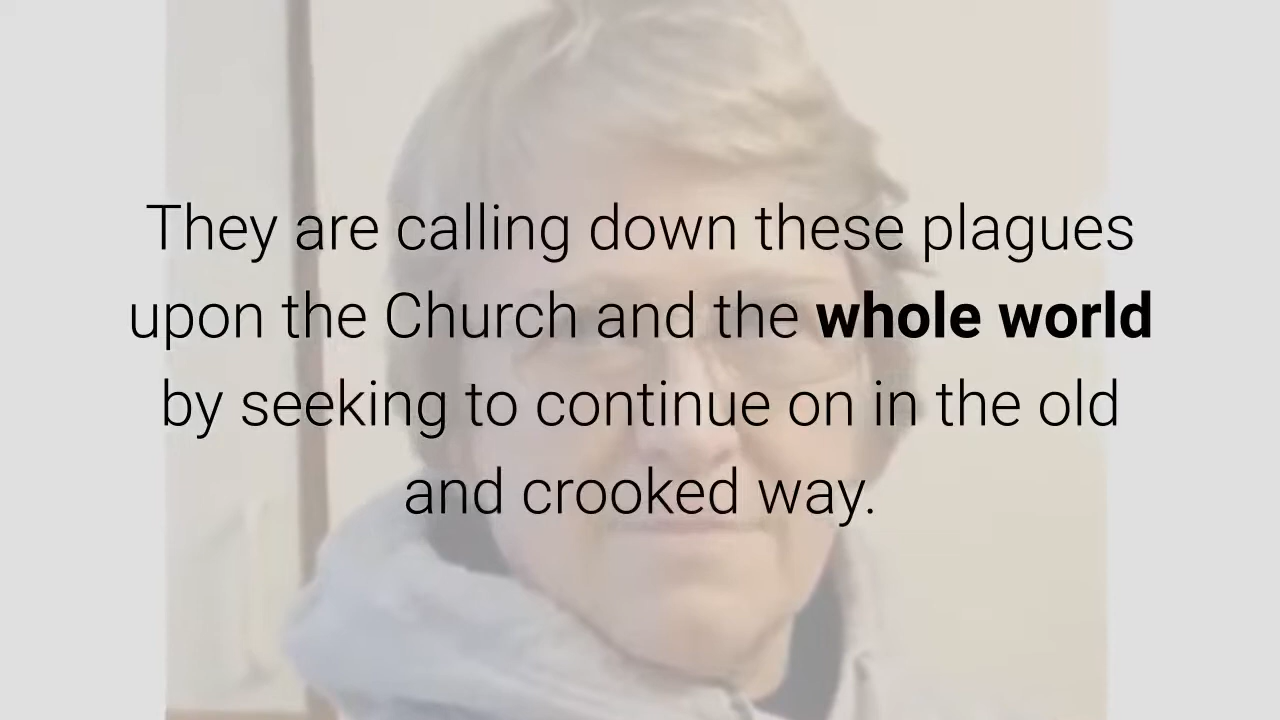 They are calling down these plagues
upon the Church and the whole world
by seeking to continue on in the old
and crooked way.